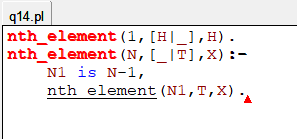 q14.pl
nth_element(1,[H|_],H).
nth_element(N,[_|T],X):-
    N1 is N-1,
    nth_element(N1,T,X).